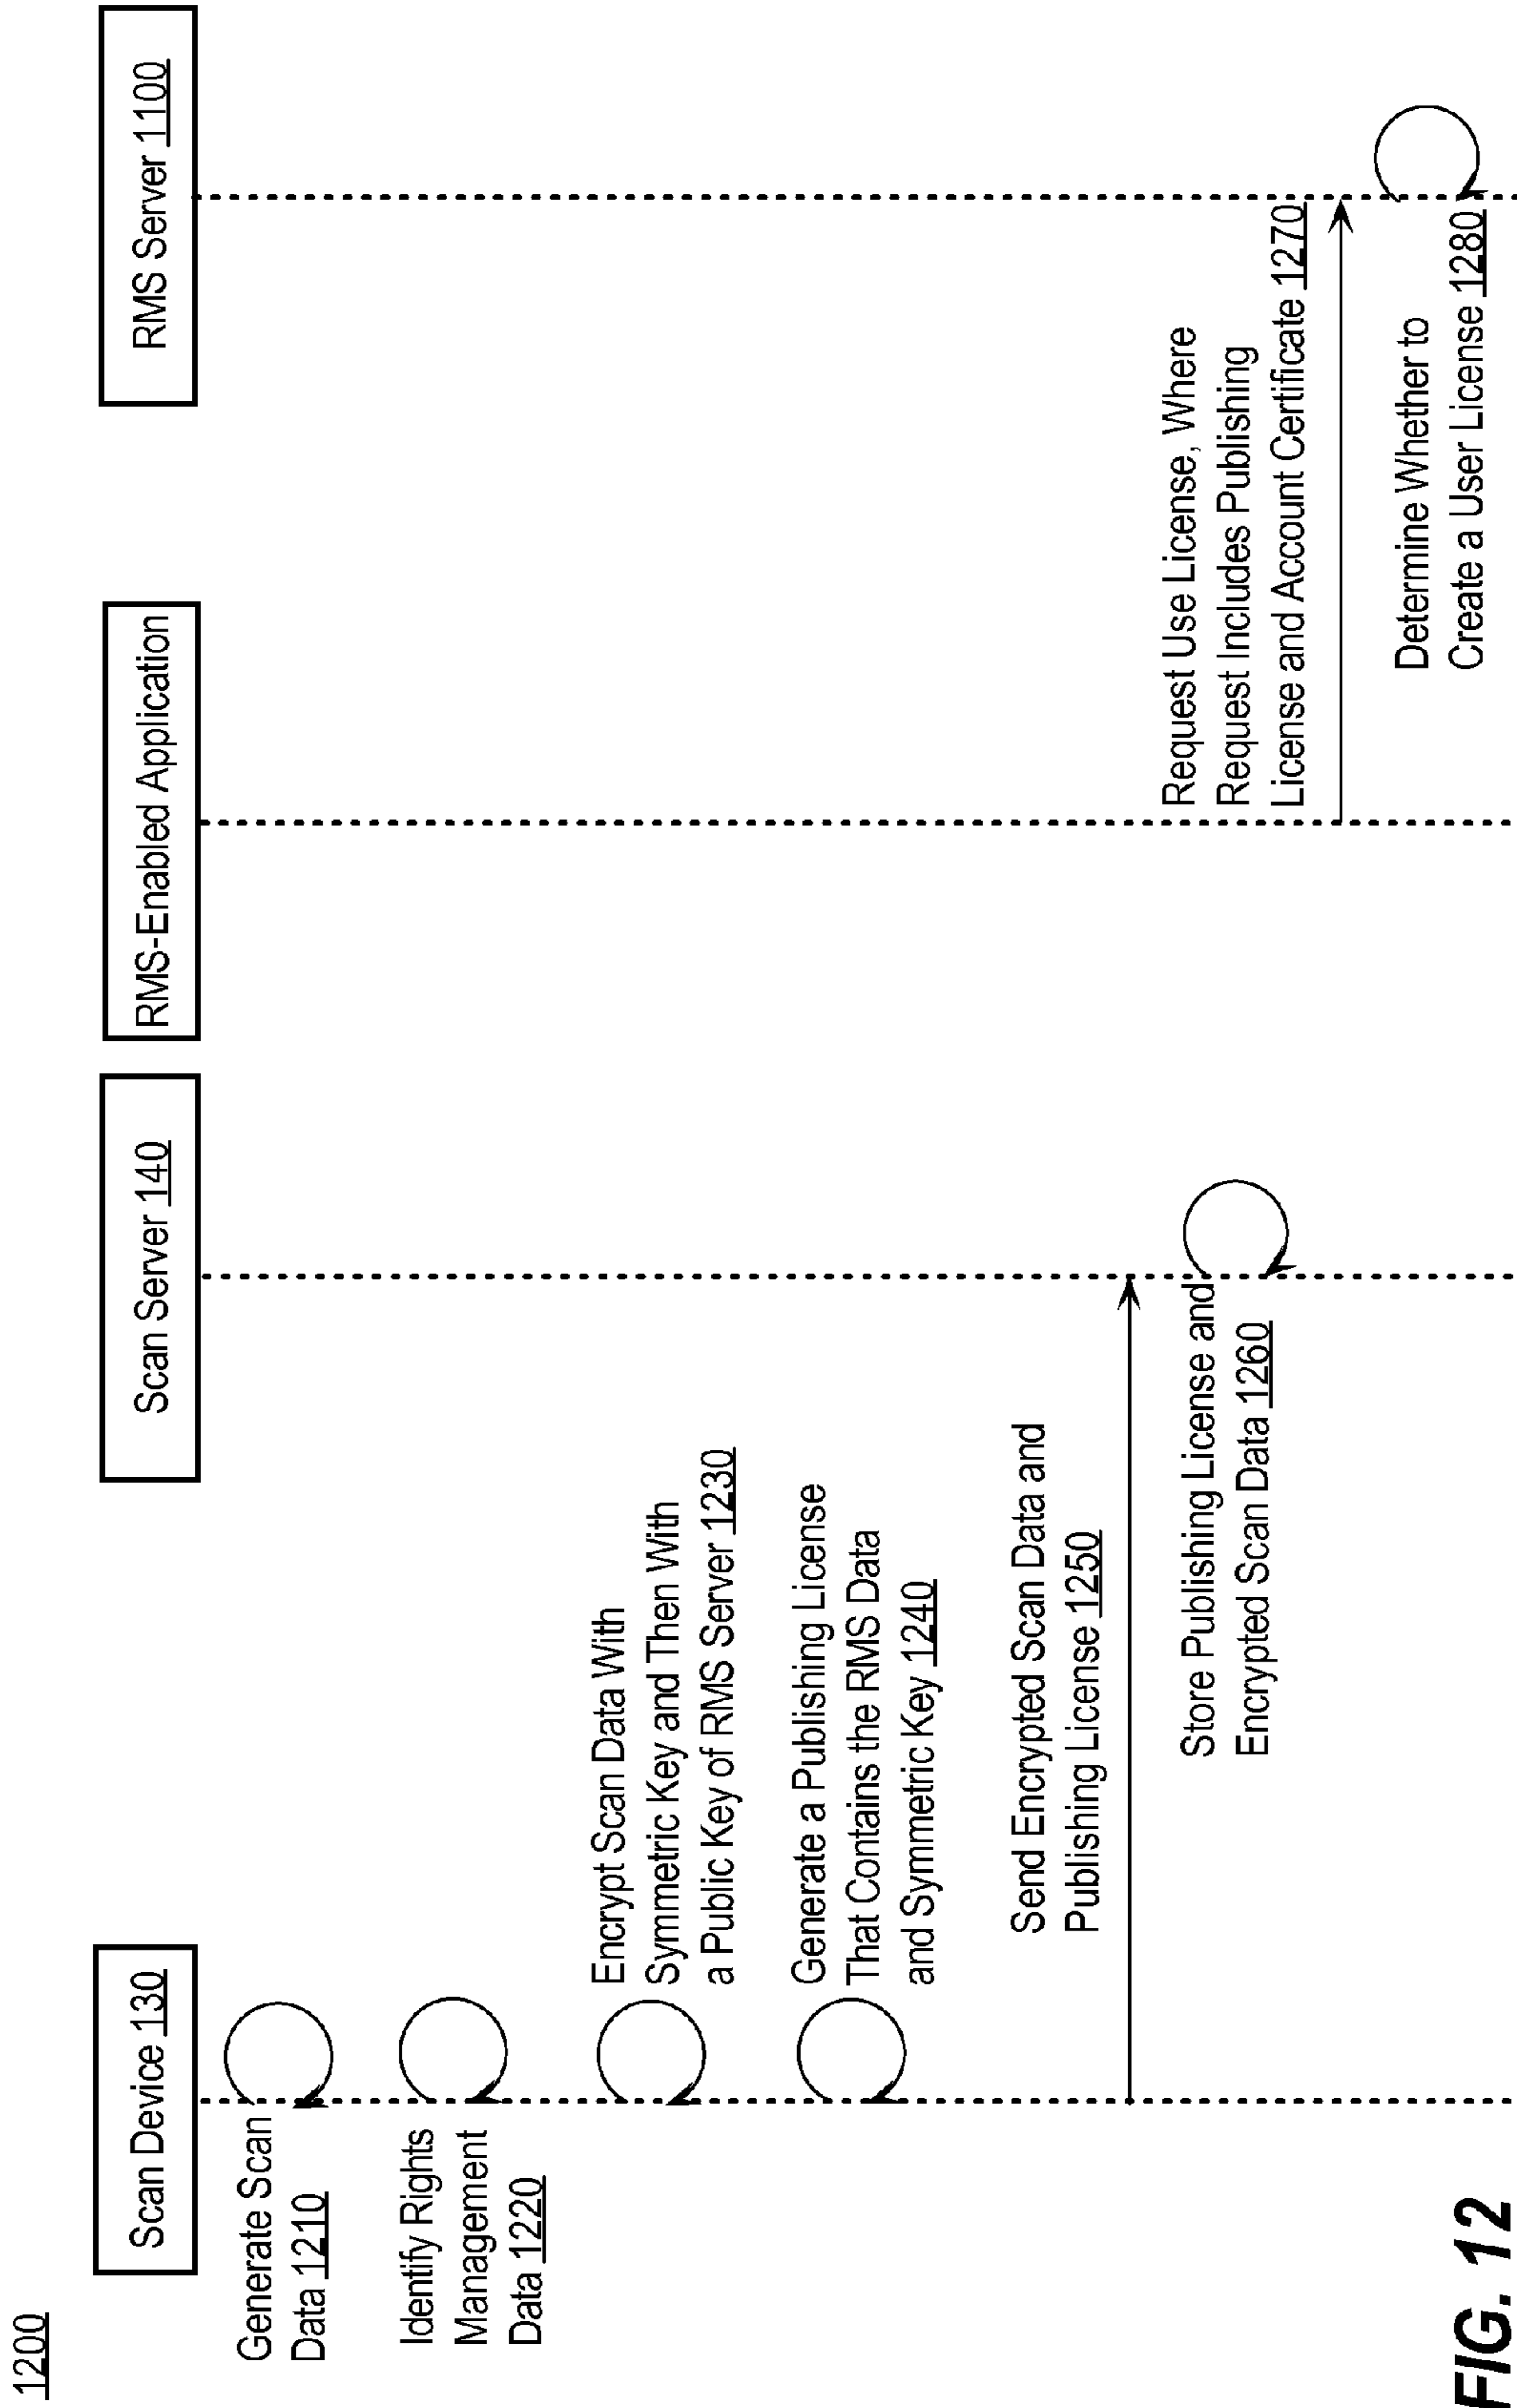 1200
Scan Device 130
Scan Server 140
RMS-Enabled Application
RMS Server 1100
Generate Scan
Data 1210
Identify Rights
Management
Data 1220
Encrypt Scan Data With
Symmetric Key and Then With
a Public Key of RMS Server 1230
Generate a Publishing License
That Contains the RMS Data
and Symmetric Key 1240
Send Encrypted Scan Data and
Publishing License 1250
Store Publishing License and
Encrypted Scan Data 1260
Request Use License, Where
Request Includes Publishing
License and Account Certificate 1270
Determine Whether to
Create a User License 1280
FIG. 12